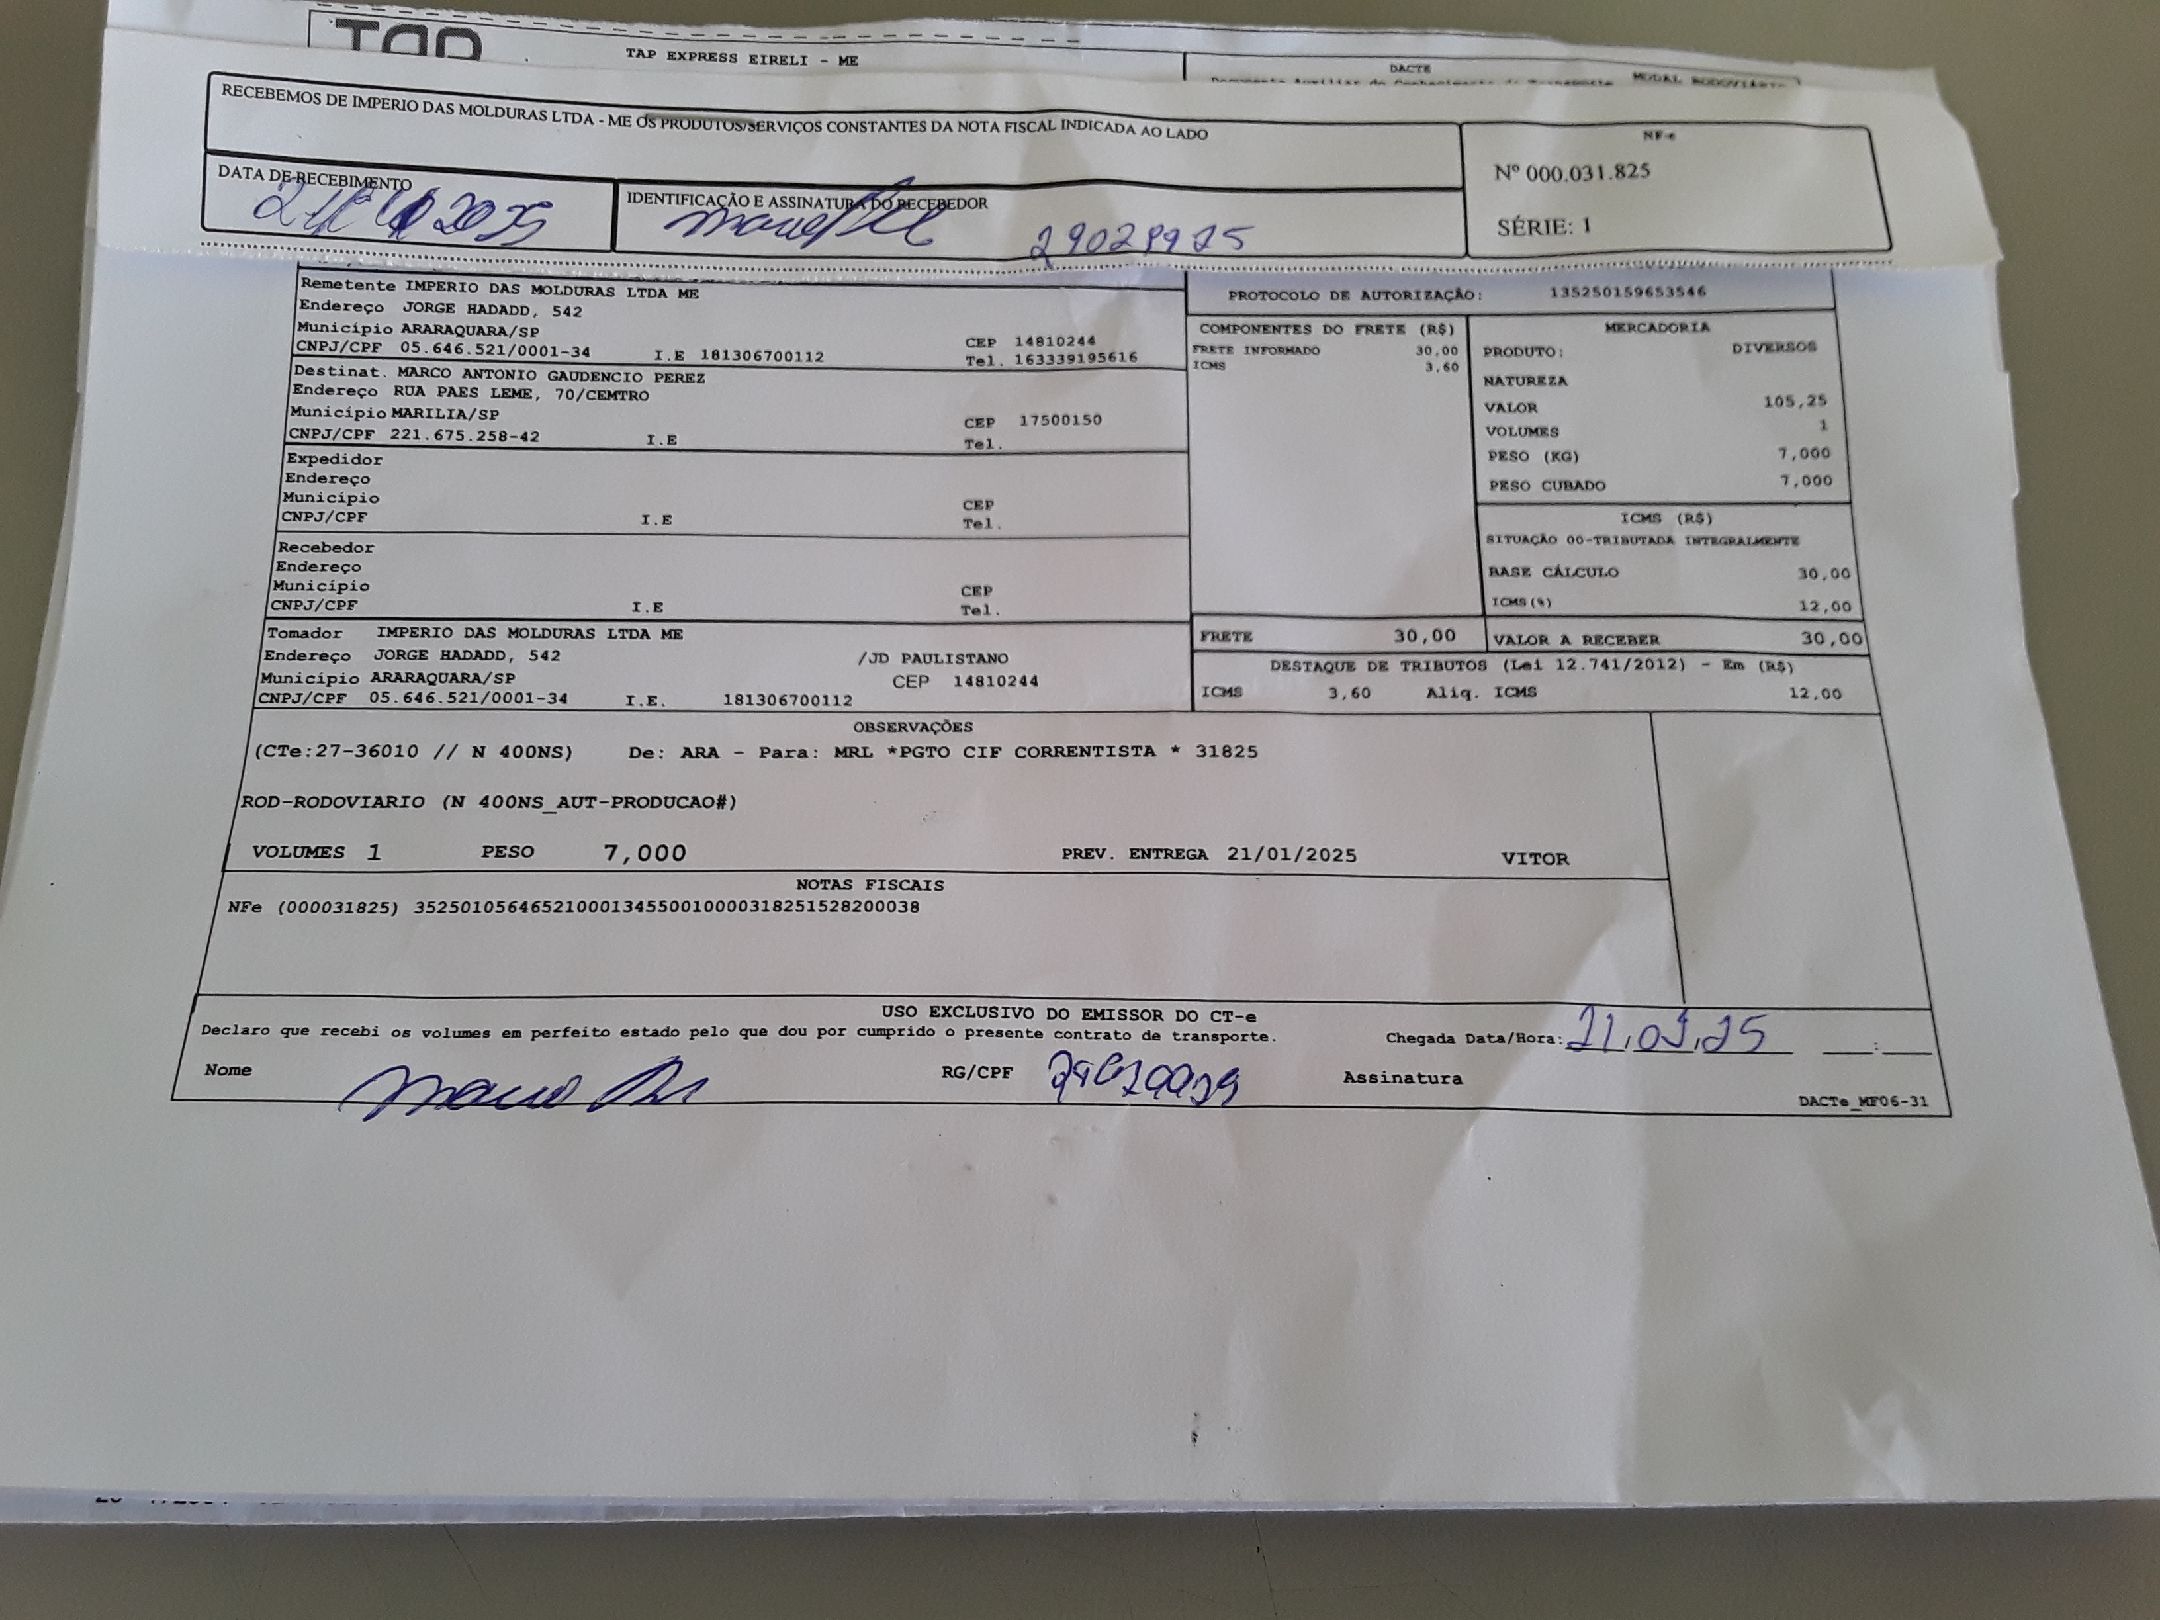 TAP
TAP EXPRESS EIRELI - ME
DACTE
MODAL RODOVIÁRIO
RECEBEMOS DE IMPERIO DAS MOLDURAS LTDA - ME OS PRODUTOS/SERVIÇOS CONSTANTES DA NOTA FISCAL INDICADA AO LADO
NF-e
Nº 000.031.825
SÉRIE: 1
DATA DE RECEBIMENTO
IDENTIFICAÇÃO E ASSINATURA DO RECEBEDOR
Remetente IMPERIO DAS MOLDURAS LTDA ME
Endereço JORGE HADADD, 542
Município ARARAQUARA/SP CEP 14810244
CNPJ/CPF 05.646.521/0001-34 I.E 181306700112 Tel. 163339195616
Destinat. MARCO ANTONIO GAUDENCIO PEREZ
Endereço RUA PAES LEME, 70/CEMTRO
Município MARILIA/SP CEP 17500150
CNPJ/CPF 221.675.258-42 I.E Tel.
Expedidor
Endereço
Município CEP
CNPJ/CPF I.E Tel.
Recebedor
Endereço
Município CEP
CNPJ/CPF I.E Tel.
Tomador IMPERIO DAS MOLDURAS LTDA ME
Endereço JORGE HADADD, 542 /JD PAULISTANO
Município ARARAQUARA/SP CEP 14810244
CNPJ/CPF 05.646.521/0001-34 I.E. 181306700112
PROTOCOLO DE AUTORIZAÇÃO: 135250159653546
COMPONENTES DO FRETE (R$)
FRETE INFORMADO 30,00
ICMS 3,60
MERCADORIA
PRODUTO: DIVERSOS
NATUREZA
VALOR 105,25
VOLUMES 1
PESO (KG) 7,000
PESO CUBADO 7,000
ICMS (R$)
SITUAÇÃO 00-TRIBUTADA INTEGRALMENTE
BASE CÁLCULO 30,00
ICMS(%) 12,00
FRETE 30,00 VALOR A RECEBER 30,00
DESTAQUE DE TRIBUTOS (Lei 12.741/2012) - Em (R$)
ICMS 3,60 Aliq. ICMS 12,00
OBSERVAÇÕES
(CTe:27-36010 // N 400NS) De: ARA - Para: MRL *PGTO CIF CORRENTISTA * 31825
ROD-RODOVIARIO (N 400NS_AUT-PRODUCAO#)
VOLUMES 1 PESO 7,000 PREV. ENTREGA 21/01/2025 VITOR
NOTAS FISCAIS
NFe (000031825) 35250105646521000134550010000318251528200038
USO EXCLUSIVO DO EMISSOR DO CT-e
Declaro que recebi os volumes em perfeito estado pelo que dou por cumprido o presente contrato de transporte. Chegada Data/Hora: __:__
Nome RG/CPF Assinatura
DACTe_MF06-31